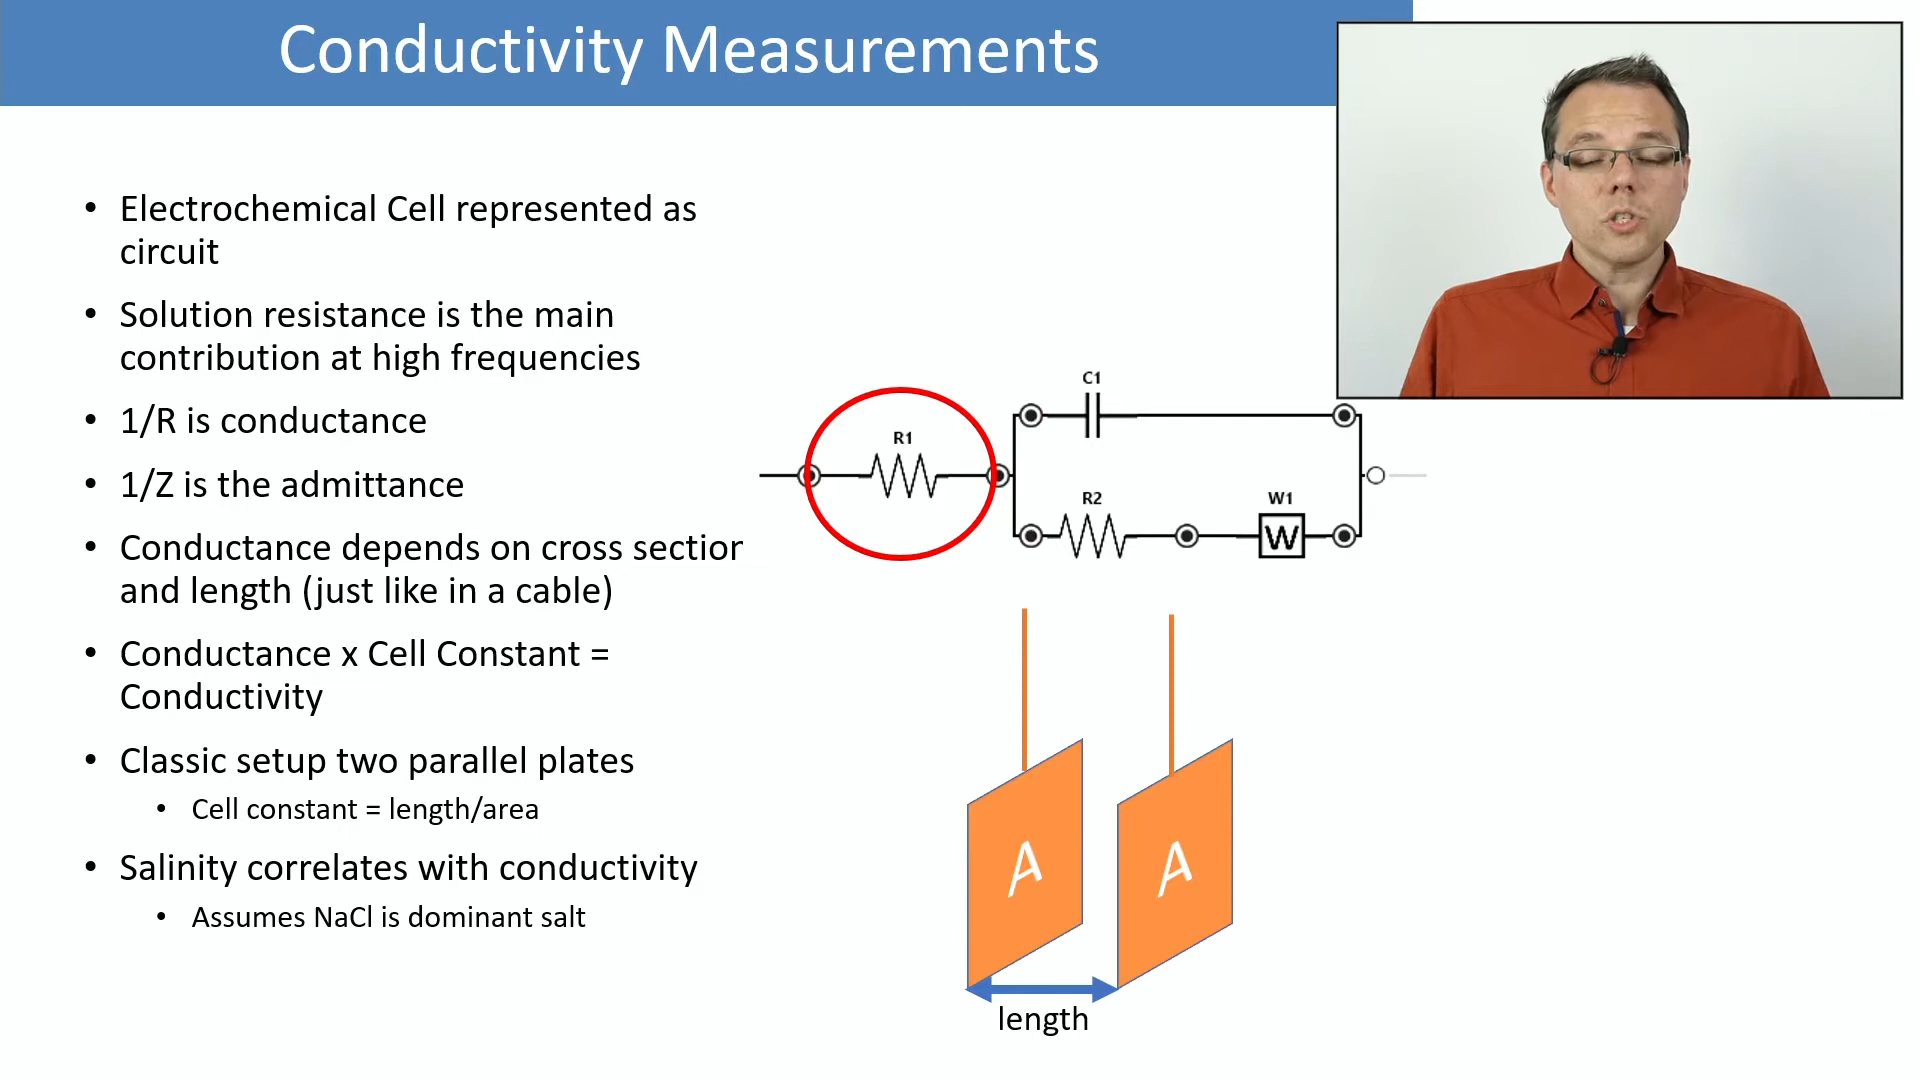 Conductivity Measurements
• Electrochemical Cell represented as
circuit
• Solution resistance is the main
contribution at high frequencies
• 1/R is conductance
• 1/Z is the admittance
• Conductance depends on cross section
and length (just like in a cable)
• Conductance x Cell Constant =
Conductivity
• Classic setup two parallel plates
• Cell constant = length/area
• Salinity correlates with conductivity
• Assumes NaCl is dominant salt
C1
R1
R2
W1
W
A
A
length